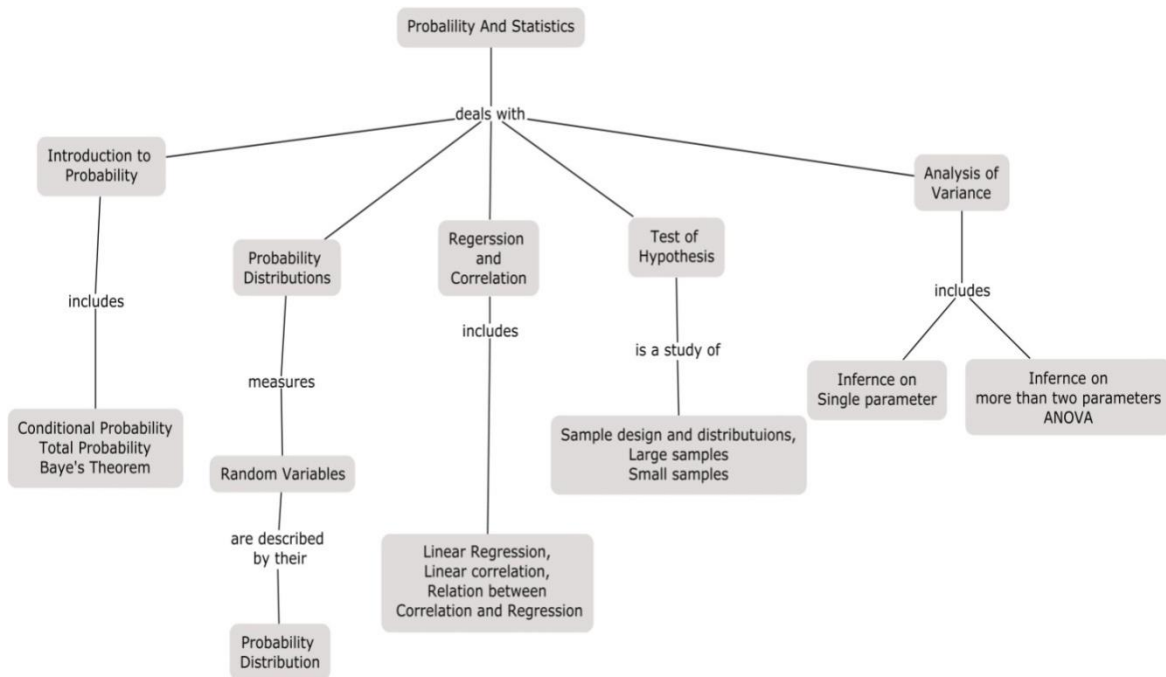 Probalility And Statistics
deals with
Introduction to
Probability
Analysis of
Variance
Probability
Distributions
Regerssion
and
Correlation
Test of
Hypothesis
includes
measures
includes
is a study of
includes
Conditional Probability
Total Probability
Baye's Theorem
Random Variables
are described
by their
Probability
Distribution
Linear Regression,
Linear correlation,
Relation between
Correlation and Regression
Sample design and distributuions,
Large samples
Small samples
Infernce on
Single parameter
Infernce on
more than two parameters
ANOVA